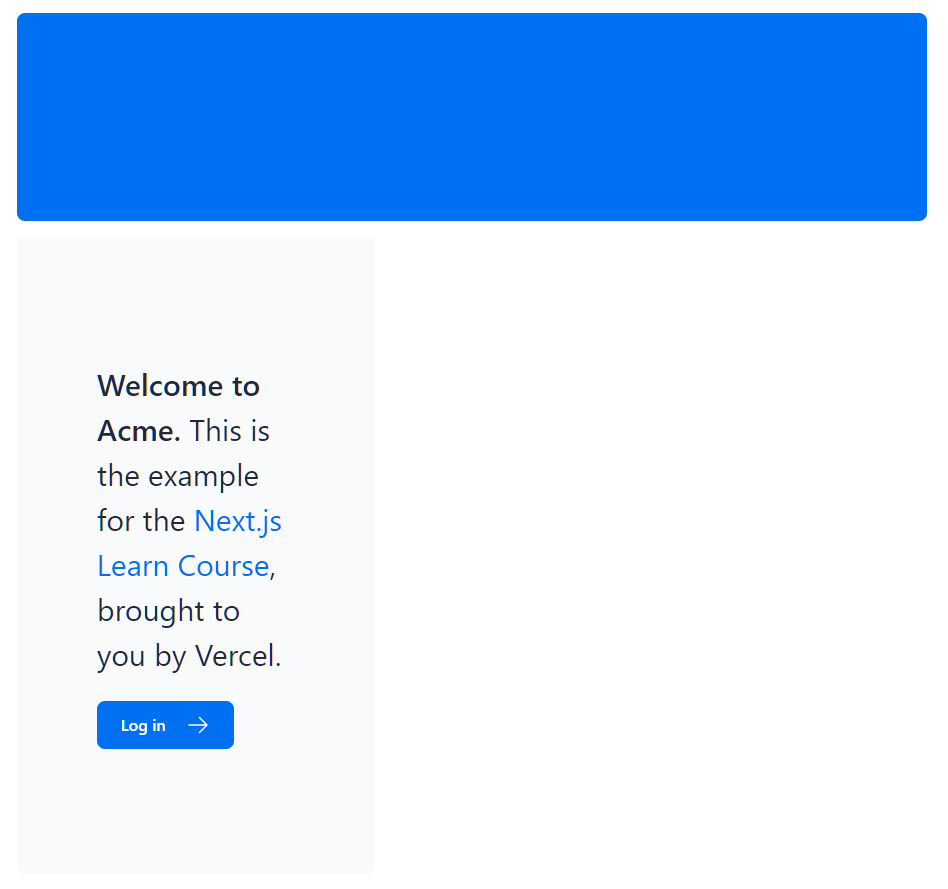 Welcome to
Acme. This is
the example
for the Next.js
Learn Course,
brought to
you by Vercel.
Log in